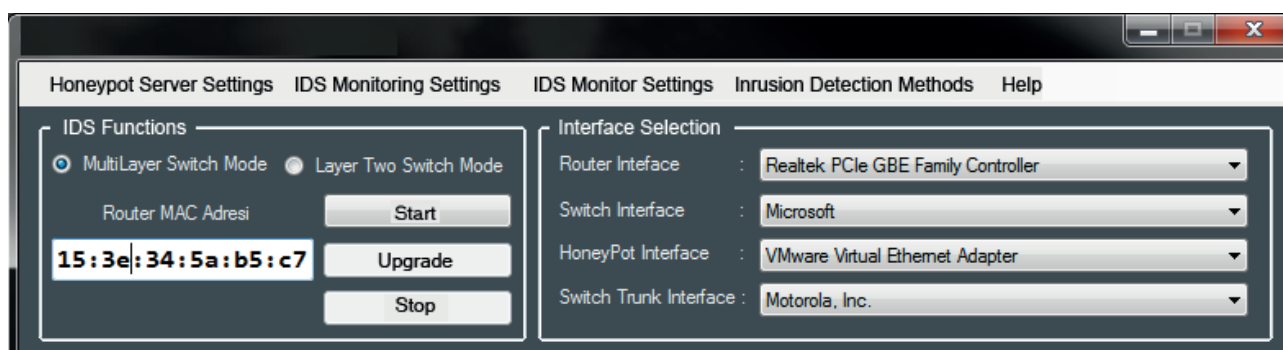 Honeypot Server Settings IDS Monitoring Settings IDS Monitor Settings Inrusion Detection Methods Help
IDS Functions
MultiLayer Switch Mode Layer Two Switch Mode
Router MAC Adresi Start
15:3e:34:5a:b5:c7 Upgrade
Stop
Interface Selection
Router Inteface : Realtek PCIe GBE Family Controller
Switch Interface : Microsoft
HoneyPot Interface : VMware Virtual Ethernet Adapter
Switch Trunk Interface : Motorola, Inc.